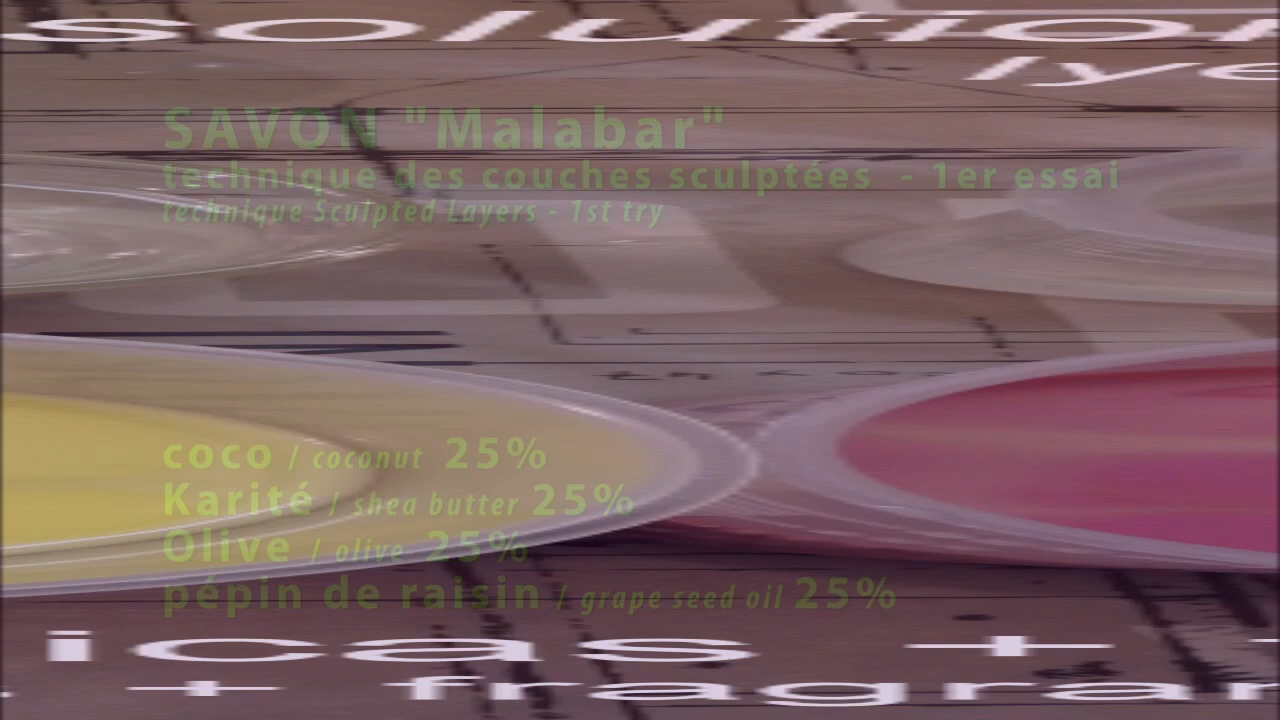 solution
lye
SAVON "Malabar"
technique des couches sculptées - 1er essai
technique Sculpted Layers - 1st try
coco / coconut 25%
Karité / shea butter 25%
Olive / olive 25%
pépin de raisin / grape seed oil 25%
icas +
+ fragran